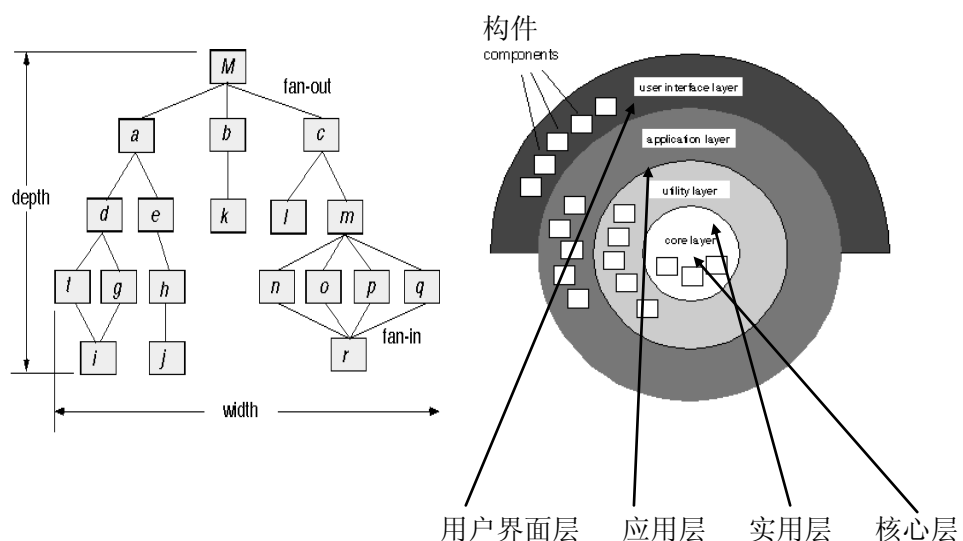 M
fan-out
a b c
depth
d e k l m
t g h n o p q
fan-in
i j r
width
构件
components
user interface layer
application layer
utility layer
core layer
用户界面层 应用层 实用层 核心层